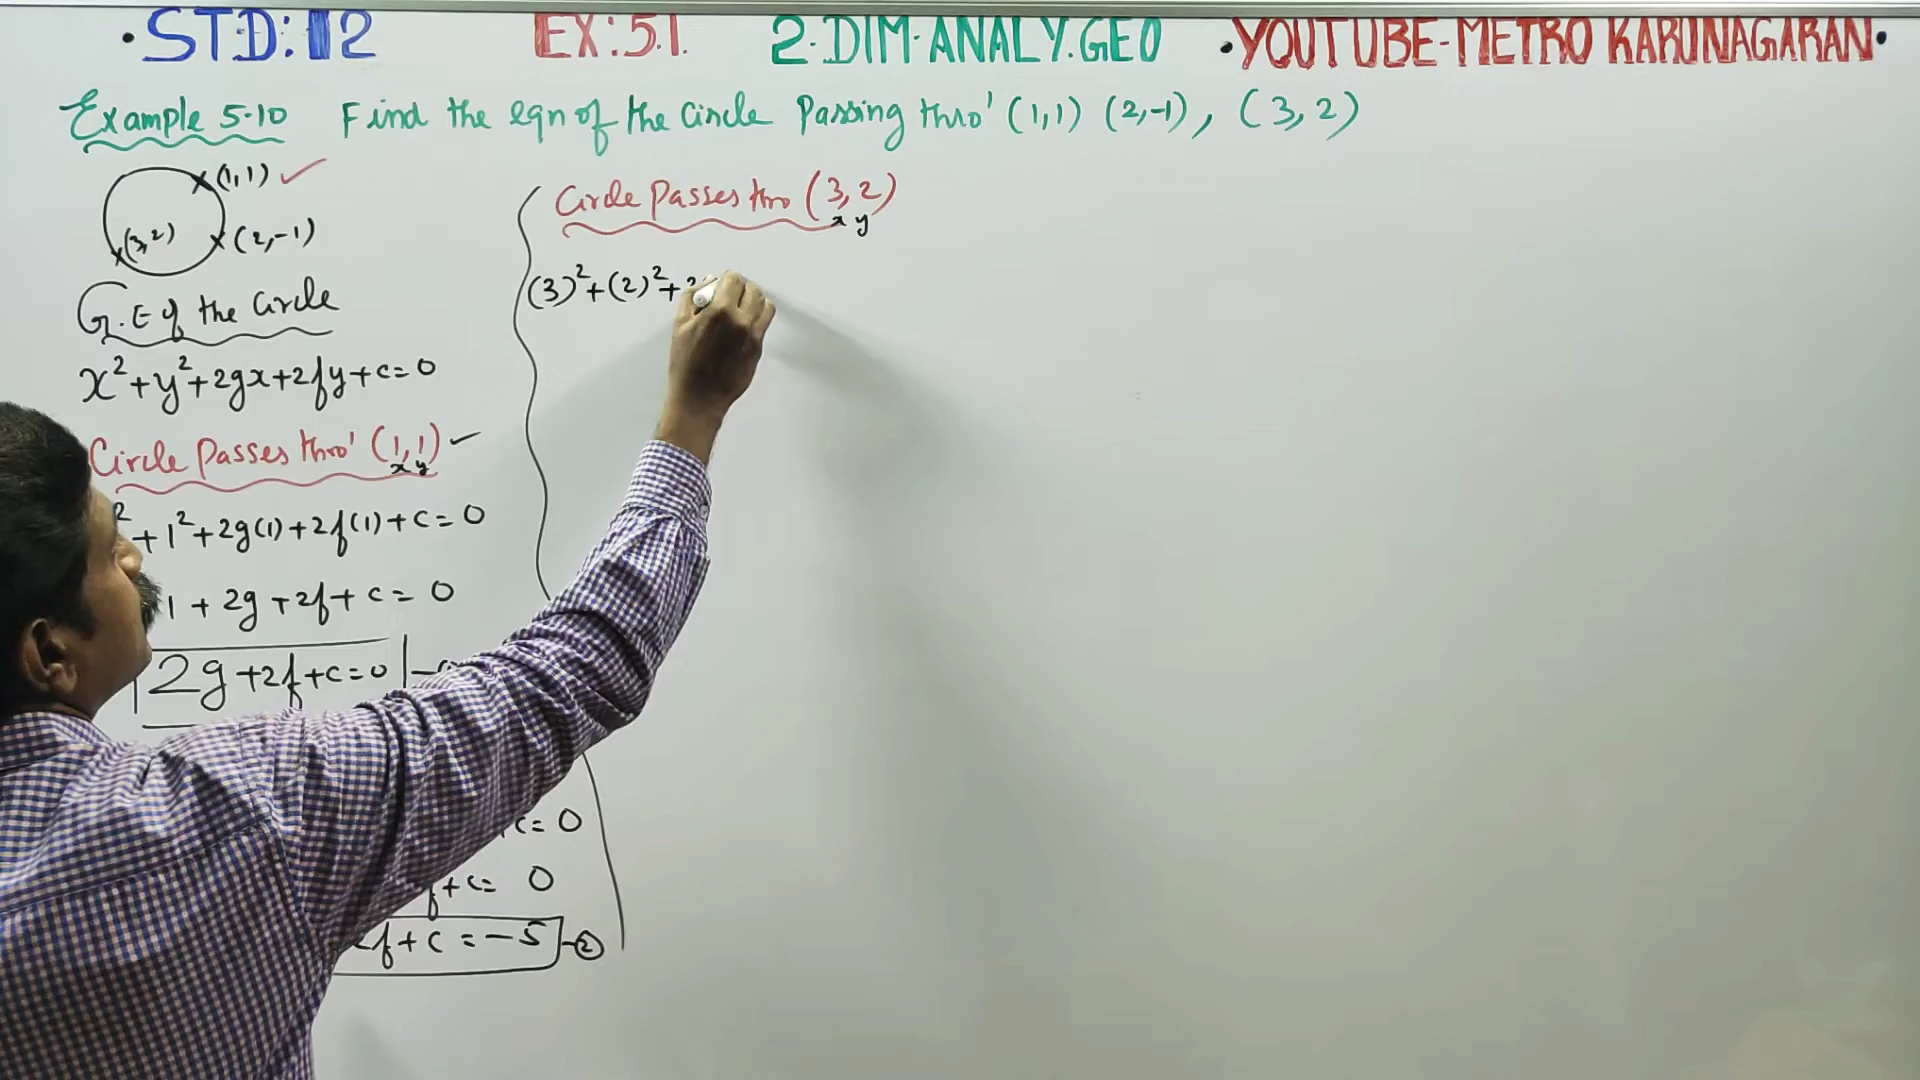 •STD:12 EX:5.1. 2·DIM·ANALY.GEO •YOUTUBE-METRO KARUNAGARAN•
Example 5.10 Find the eqn of the Circle Passing thro' (1,1) (2,-1), (3,2)
(1,1) ✓
(3,2) (2,-1)
G.E of the Circle
x²+y²+2gx+2fy+c=0
Circle Passes thro' (1,1) ✓
x y
² + 1²+2g(1)+2f(1)+c=0
1 + 2g+2f+c=0
2g+2f+c=0 —
c=0
f+c= 0
f+c=-5 -②
Circle Passes thro (3,2)
x y
(3)²+(2)²+2